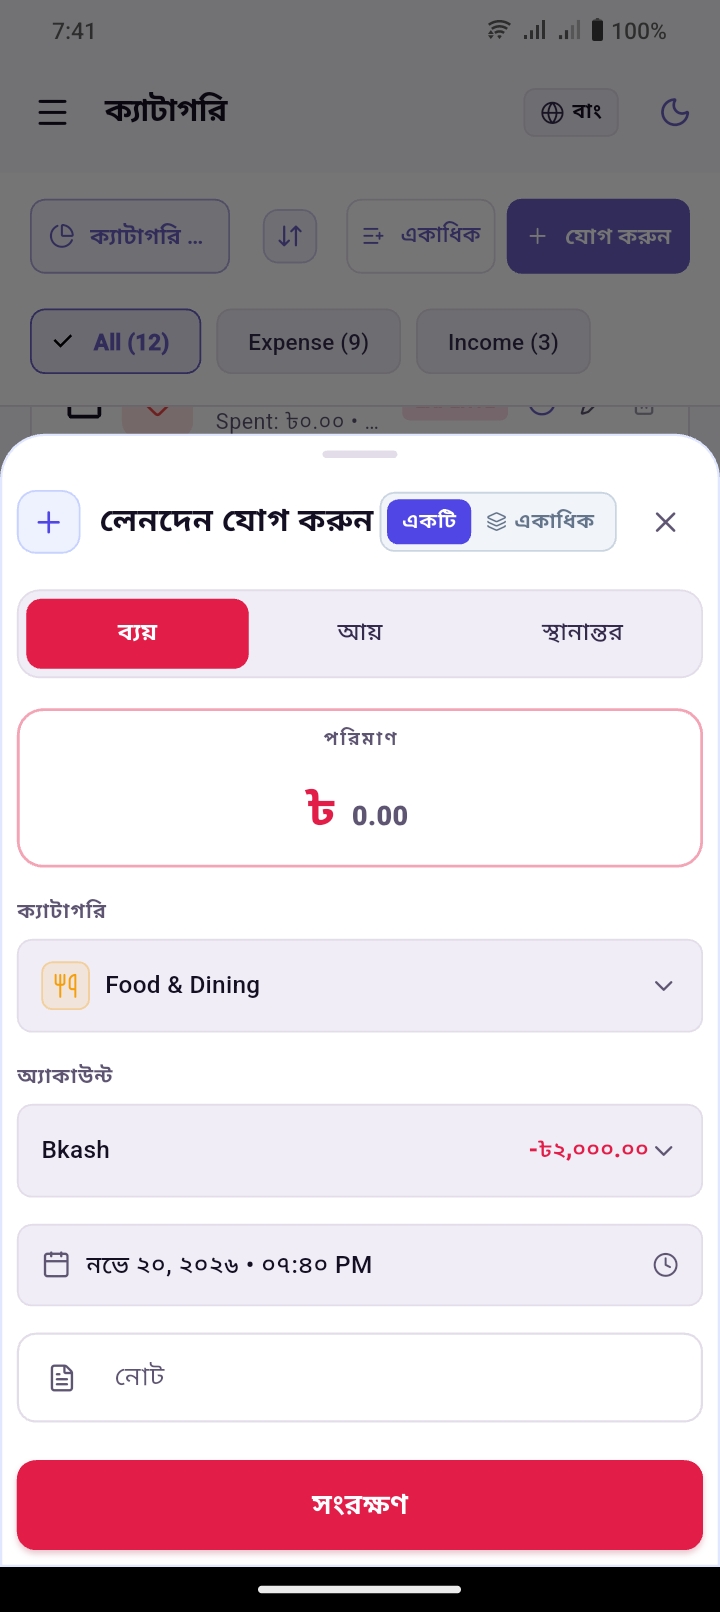 7:41 100%
ক্যাটাগরি বাং
ক্যাটাগরি ... একাধিক যোগ করুন
All (12) Expense (9) Income (3)
Spent: ৳০.০০ • ...
লেনদেন যোগ করুন একটি একাধিক
ব্যয় আয় স্থানান্তর
পরিমাণ
৳ 0.00
ক্যাটাগরি
Food & Dining
অ্যাকাউন্ট
Bkash -৳২,০০০.০০
নভে ২০, ২০২৬ • ০৭:৪০ PM
নোট
সংরক্ষণ